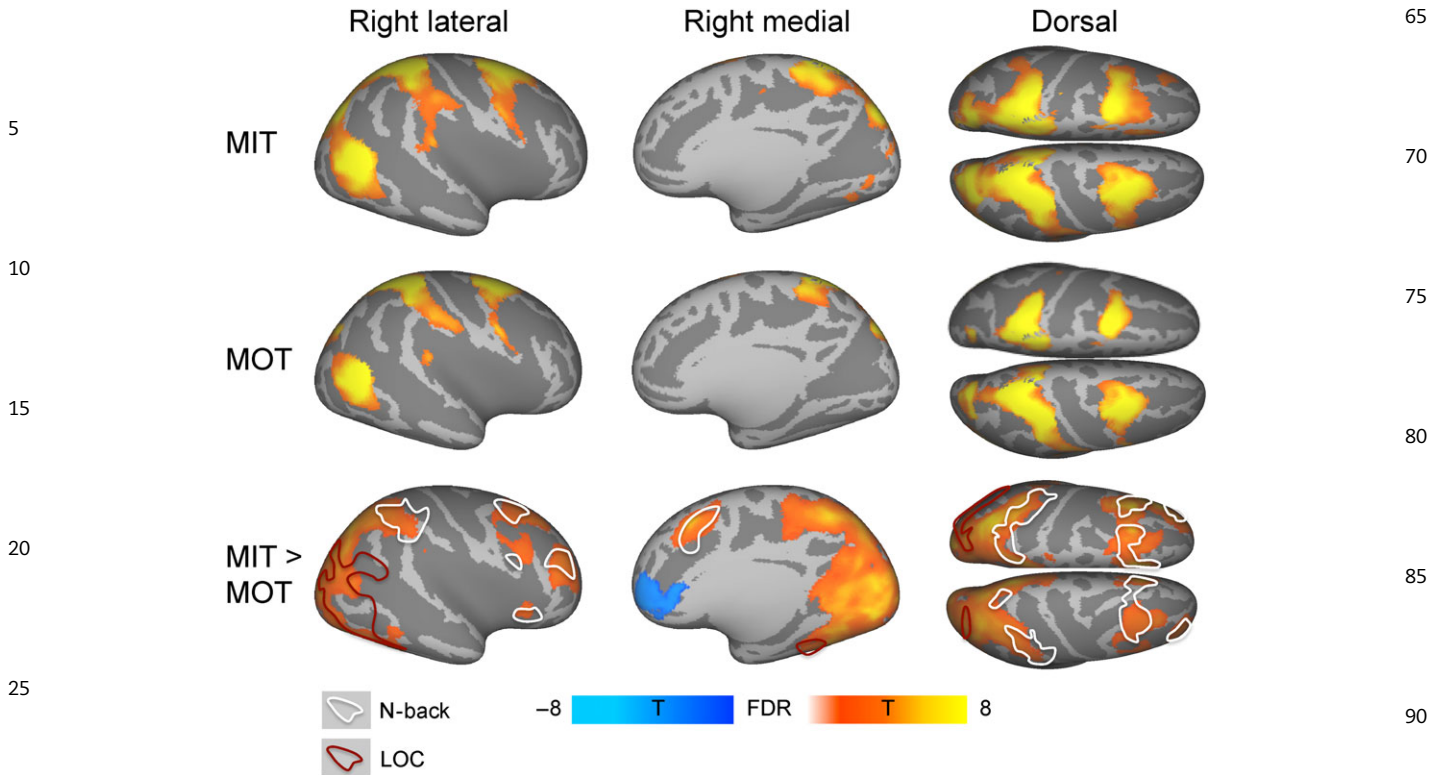 Right lateral Right medial Dorsal 65
5
MIT
70
10
75
MOT
15
80
20
MIT >
MOT
85
25
N-back –8 T FDR T 8
90
LOC